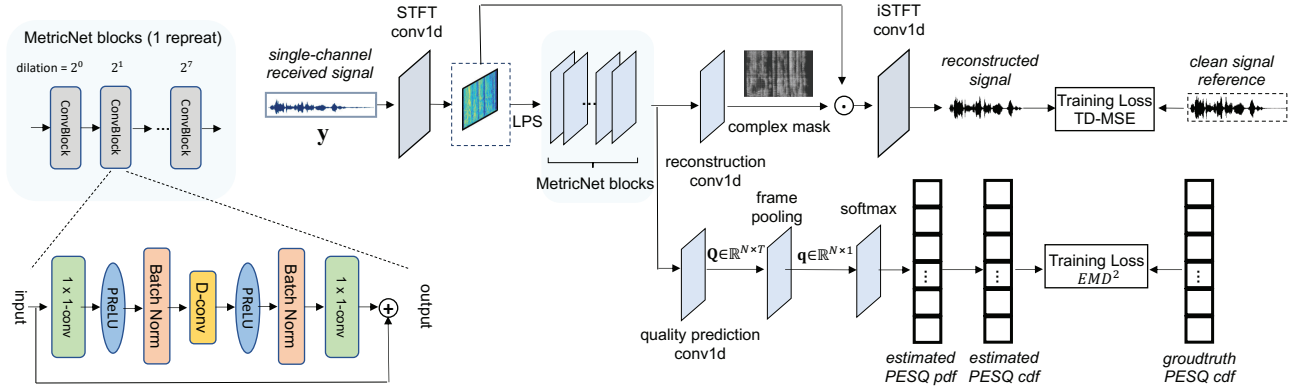 MetricNet blocks (1 repreat)
dilation = 2⁰
2¹
2⁷
ConvBlock
ConvBlock
...
ConvBlock
single-channel
received signal
y
STFT
conv1d
LPS
...
MetricNet blocks
reconstruction
conv1d
complex mask
iSTFT
conv1d
reconstructed
signal
Training Loss
TD-MSE
clean signal
reference
input
1 x 1-conv
PReLU
Batch Norm
D-conv
PReLU
Batch Norm
1 x 1-conv
+
output
quality prediction
conv1d
Q∈ℝᴺˣᵀ
frame
pooling
q∈ℝᴺˣ¹
softmax
...
estimated
PESQ pdf
...
estimated
PESQ cdf
Training Loss
EMD²
...
groudtruth
PESQ cdf